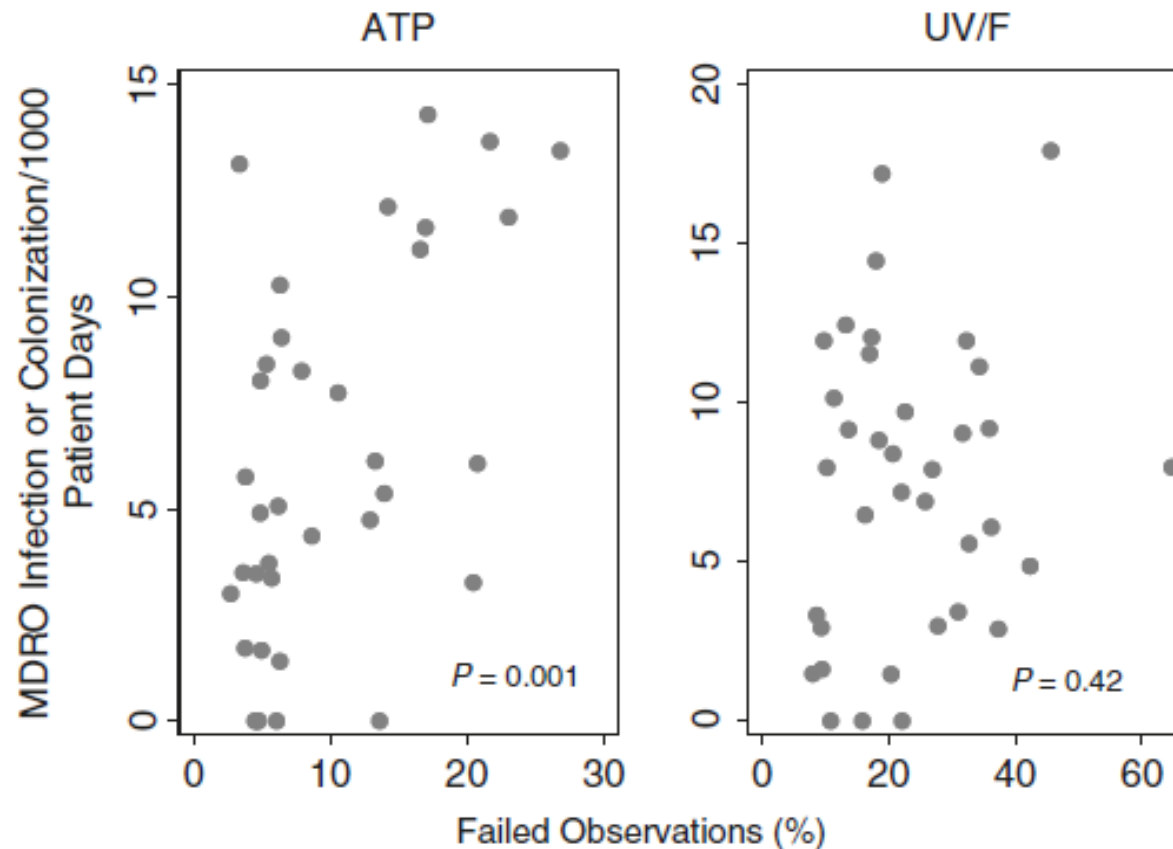 ATP
UV/F
MDRO Infection or Colonization/1000
Patient Days
15
10
5
0
20
15
10
5
0
P = 0.001
P = 0.42
0 10 20 30
0 20 40 60
Failed Observations (%)